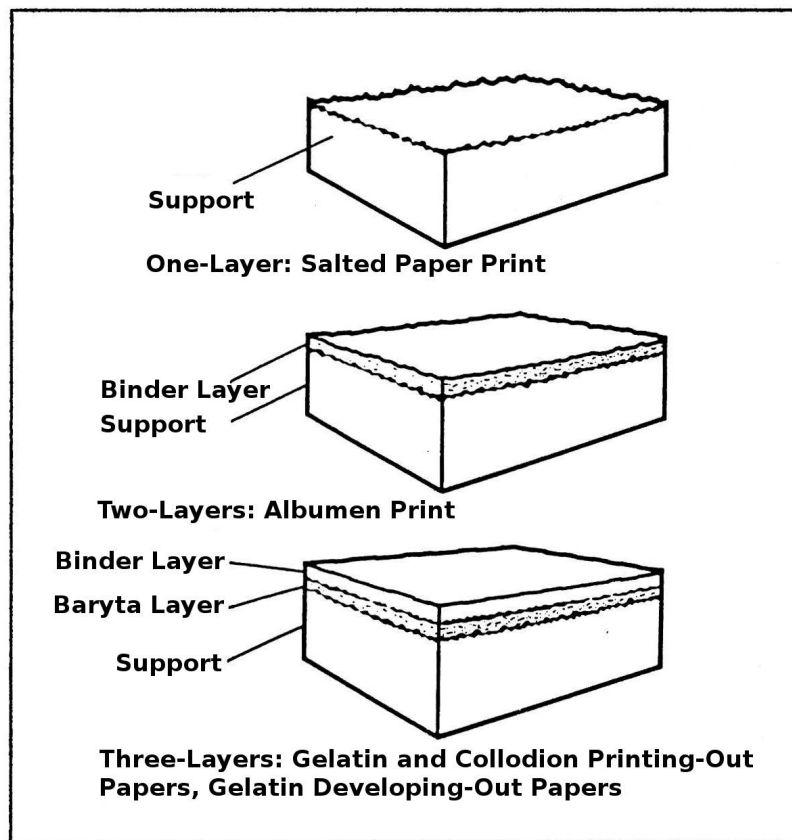 Support
One-Layer: Salted Paper Print
Binder Layer
Support
Two-Layers: Albumen Print
Binder Layer
Baryta Layer
Support
Three-Layers: Gelatin and Collodion Printing-Out
Papers, Gelatin Developing-Out Papers